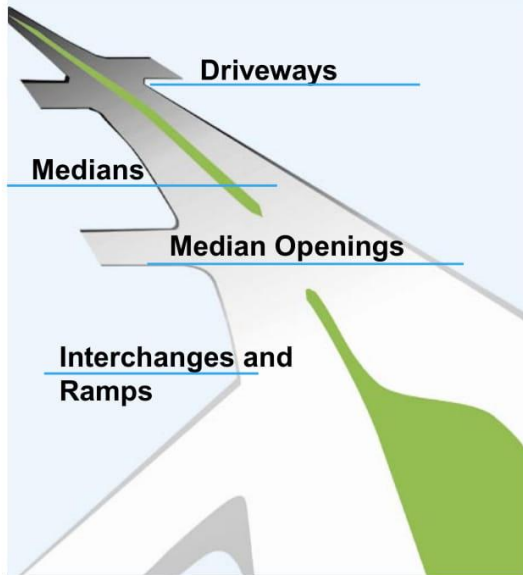 Driveways
Medians
Median Openings
Interchanges and
Ramps